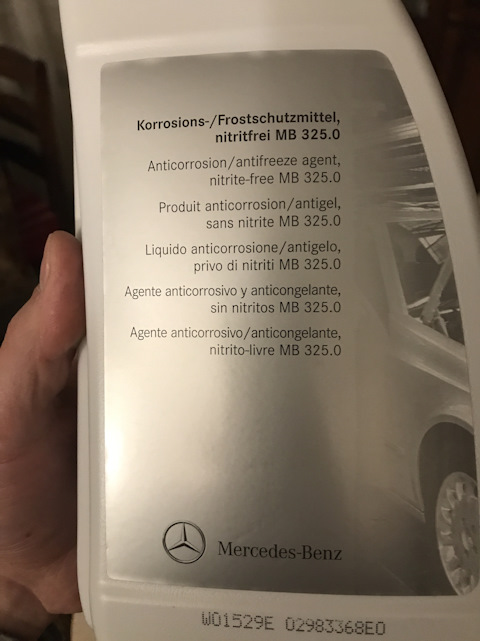 Korrosions-/Frostschutzmittel,
nitritfrei MB 325.0
Anticorrosion/antifreeze agent,
nitrite-free MB 325.0
Produit anticorrosion/antigel,
sans nitrite MB 325.0
Liquido anticorrosione/antigelo,
privo di nitriti MB 325.0
Agente anticorrosivo y anticongelante,
sin nitritos MB 325.0
Agente anticorrosivo/anticongelante,
nitrito-livre MB 325.0
Mercedes-Benz
W01529E 02983368E0